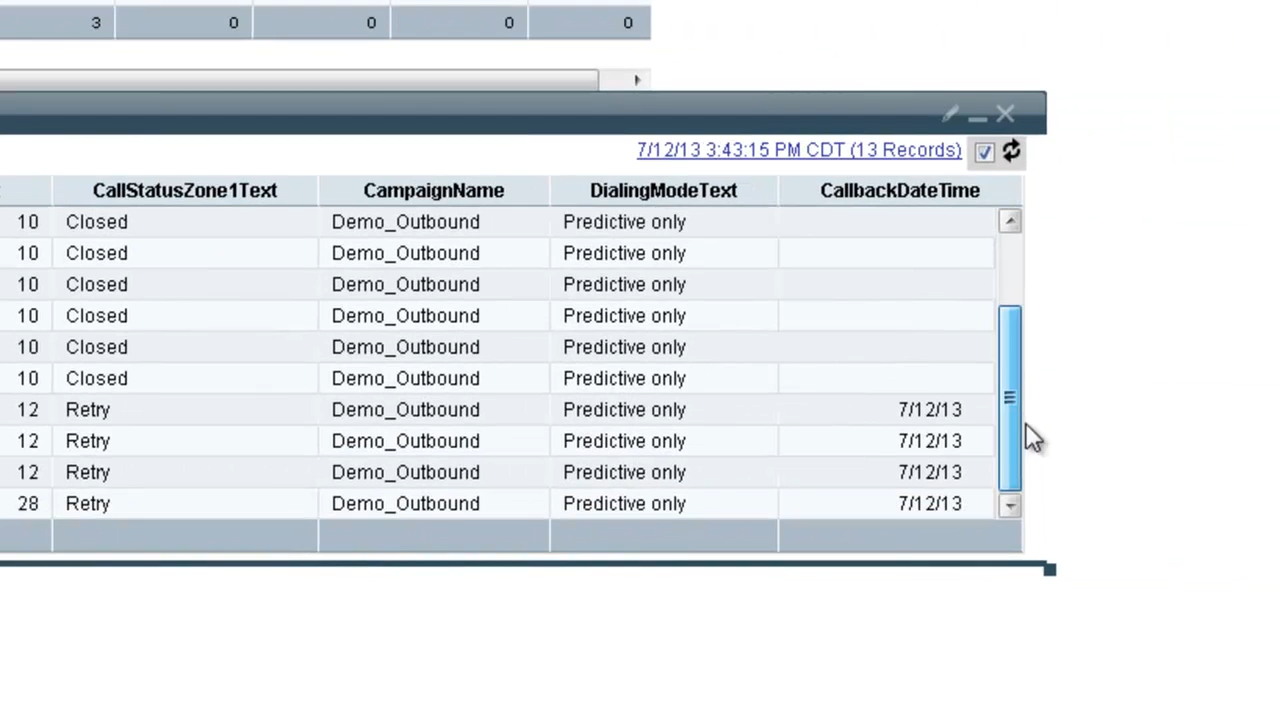 3 0 0 0 0
7/12/13 3:43:15 PM CDT (13 Records)
CallStatusZone1Text CampaignName DialingModeText CallbackDateTime
10 Closed Demo_Outbound Predictive only
10 Closed Demo_Outbound Predictive only
10 Closed Demo_Outbound Predictive only
10 Closed Demo_Outbound Predictive only
10 Closed Demo_Outbound Predictive only
10 Closed Demo_Outbound Predictive only
12 Retry Demo_Outbound Predictive only 7/12/13
12 Retry Demo_Outbound Predictive only 7/12/13
12 Retry Demo_Outbound Predictive only 7/12/13
28 Retry Demo_Outbound Predictive only 7/12/13